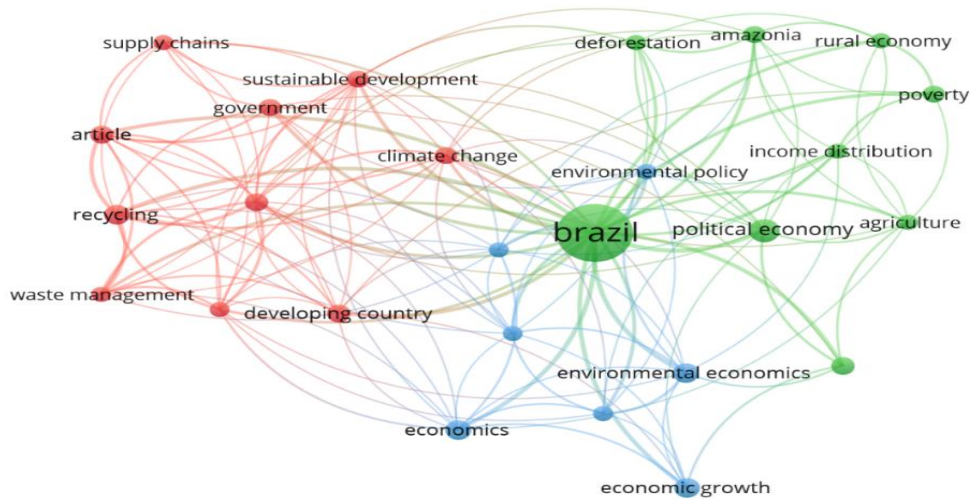 supply chains
deforestation
amazonia
rural economy
sustainable development
poverty
government
article
climate change
income distribution
environmental policy
recycling
brazil
political economy
agriculture
waste management
developing country
environmental economics
economics
economic growth